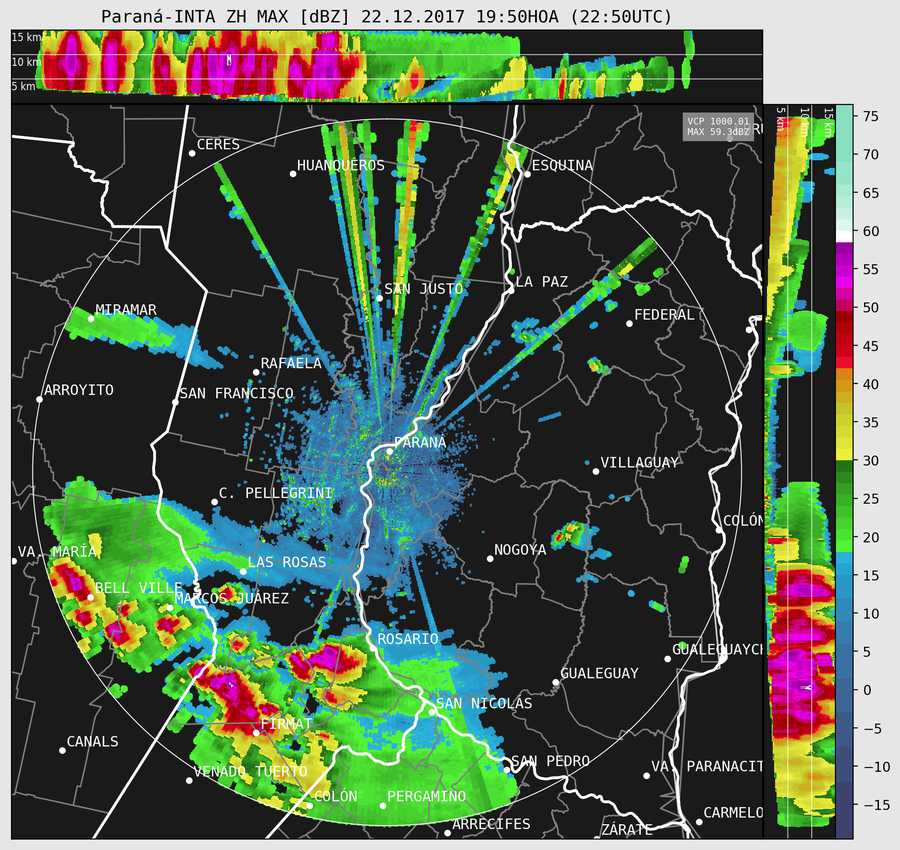 Paraná-INTA ZH MAX [dBZ] 22.12.2017 19:50HOA (22:50UTC)
15 km
10 km
5 km
VCP 1000.01
MAX 59.3dBZ
5 km
10 km
15 km
CERES
HUANQUEROS
ESQUINA
SAN JUSTO
LA PAZ
MIRAMAR
FEDERAL
RAFAELA
ARROYITO
SAN FRANCISCO
PARANÁ
VILLAGUAY
C. PELLEGRINI
COLÓN
VA. MARÍA
NOGOYA
LAS ROSAS
BELL VILLE
MARCOS JUÁREZ
ROSARIO
GUALEGUAYCH
GUALEGUAY
SAN NICOLÁS
FIRMAT
CANALS
VENADO TUERTO
SAN PEDRO
VA. PARANACIT
COLÓN
PERGAMINO
ARRECIFES
ZÁRATE
CARMELO
75
70
65
60
55
50
45
40
35
30
25
20
15
10
5
0
−5
−10
−15